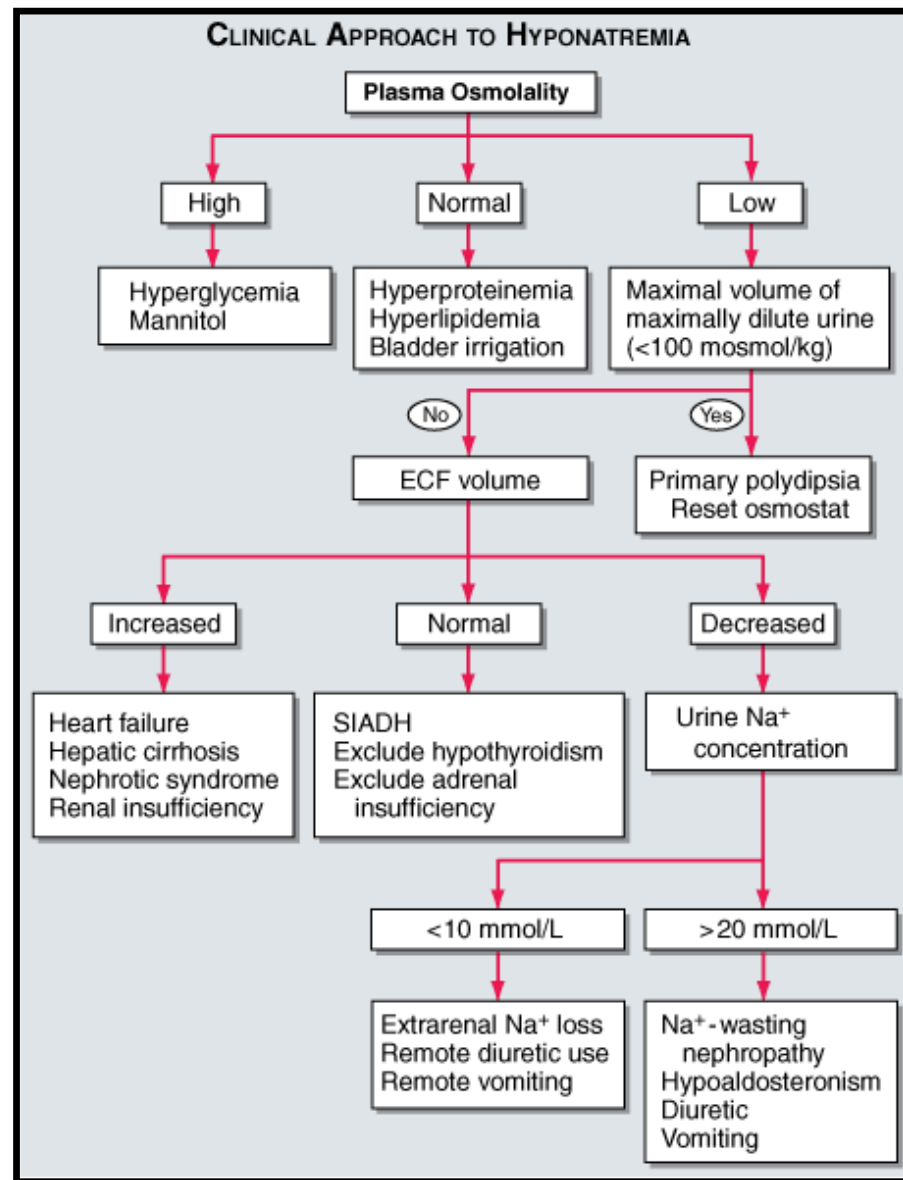 CLINICAL APPROACH TO HYPONATREMIA
Plasma Osmolality
High
Normal
Low
Hyperglycemia
Mannitol
Hyperproteinemia
Hyperlipidemia
Bladder irrigation
Maximal volume of
maximally dilute urine
(<100 mosmol/kg)
No
Yes
ECF volume
Primary polydipsia
Reset osmostat
Increased
Normal
Decreased
Heart failure
Hepatic cirrhosis
Nephrotic syndrome
Renal insufficiency
SIADH
Exclude hypothyroidism
Exclude adrenal
insufficiency
Urine Na⁺
concentration
<10 mmol/L
>20 mmol/L
Extrarenal Na⁺ loss
Remote diuretic use
Remote vomiting
Na⁺-wasting
nephropathy
Hypoaldosteronism
Diuretic
Vomiting